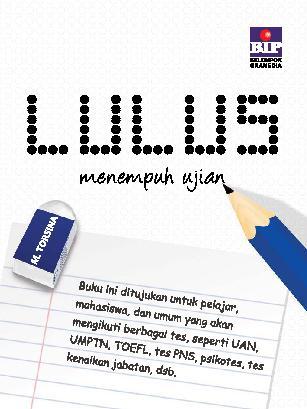 BIP
KELOMPOK
GRAMEDIA
LULUS
menempuh ujian
M. TORSINA
Buku ini ditujukan untuk pelajar,
mahasiswa, dan umum yang akan
mengikuti berbagai tes, seperti UAN,
UMPTN, TOEFL, tes PNS, psikotes, tes
kenaikan jabatan, dsb.